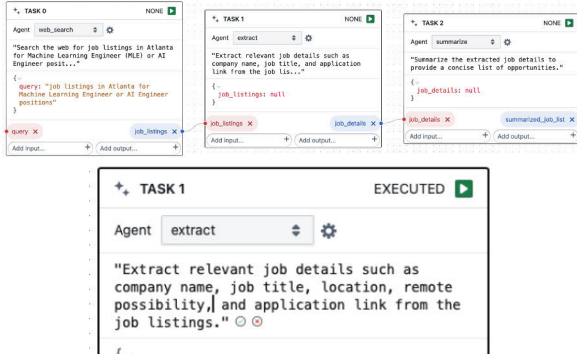 TASK 0
NONE
Agent web_search
"Search the web for job listings in Atlanta
for Machine Learning Engineer (MLE) or AI
Engineer posit..."
{
query: "job listings in Atlanta for
Machine Learning Engineer or AI Engineer
positions"
}
query ×
job_listings ×
Add input... +
Add output... +
TASK 1
NONE
Agent extract
"Extract relevant job details such as
company name, job title, and application
link from the job lis..."
{
job_listings: null
}
job_listings ×
job_details ×
Add input... +
Add output... +
TASK 2
NONE
Agent summarize
"Summarize the extracted job details to
provide a concise list of opportunities."
{
job_details: null
}
job_details ×
summarized_job_list ×
Add input... +
Add output... +
TASK 1
EXECUTED
Agent extract
"Extract relevant job details such as
company name, job title, location, remote
possibility, and application link from the
job listings."
{